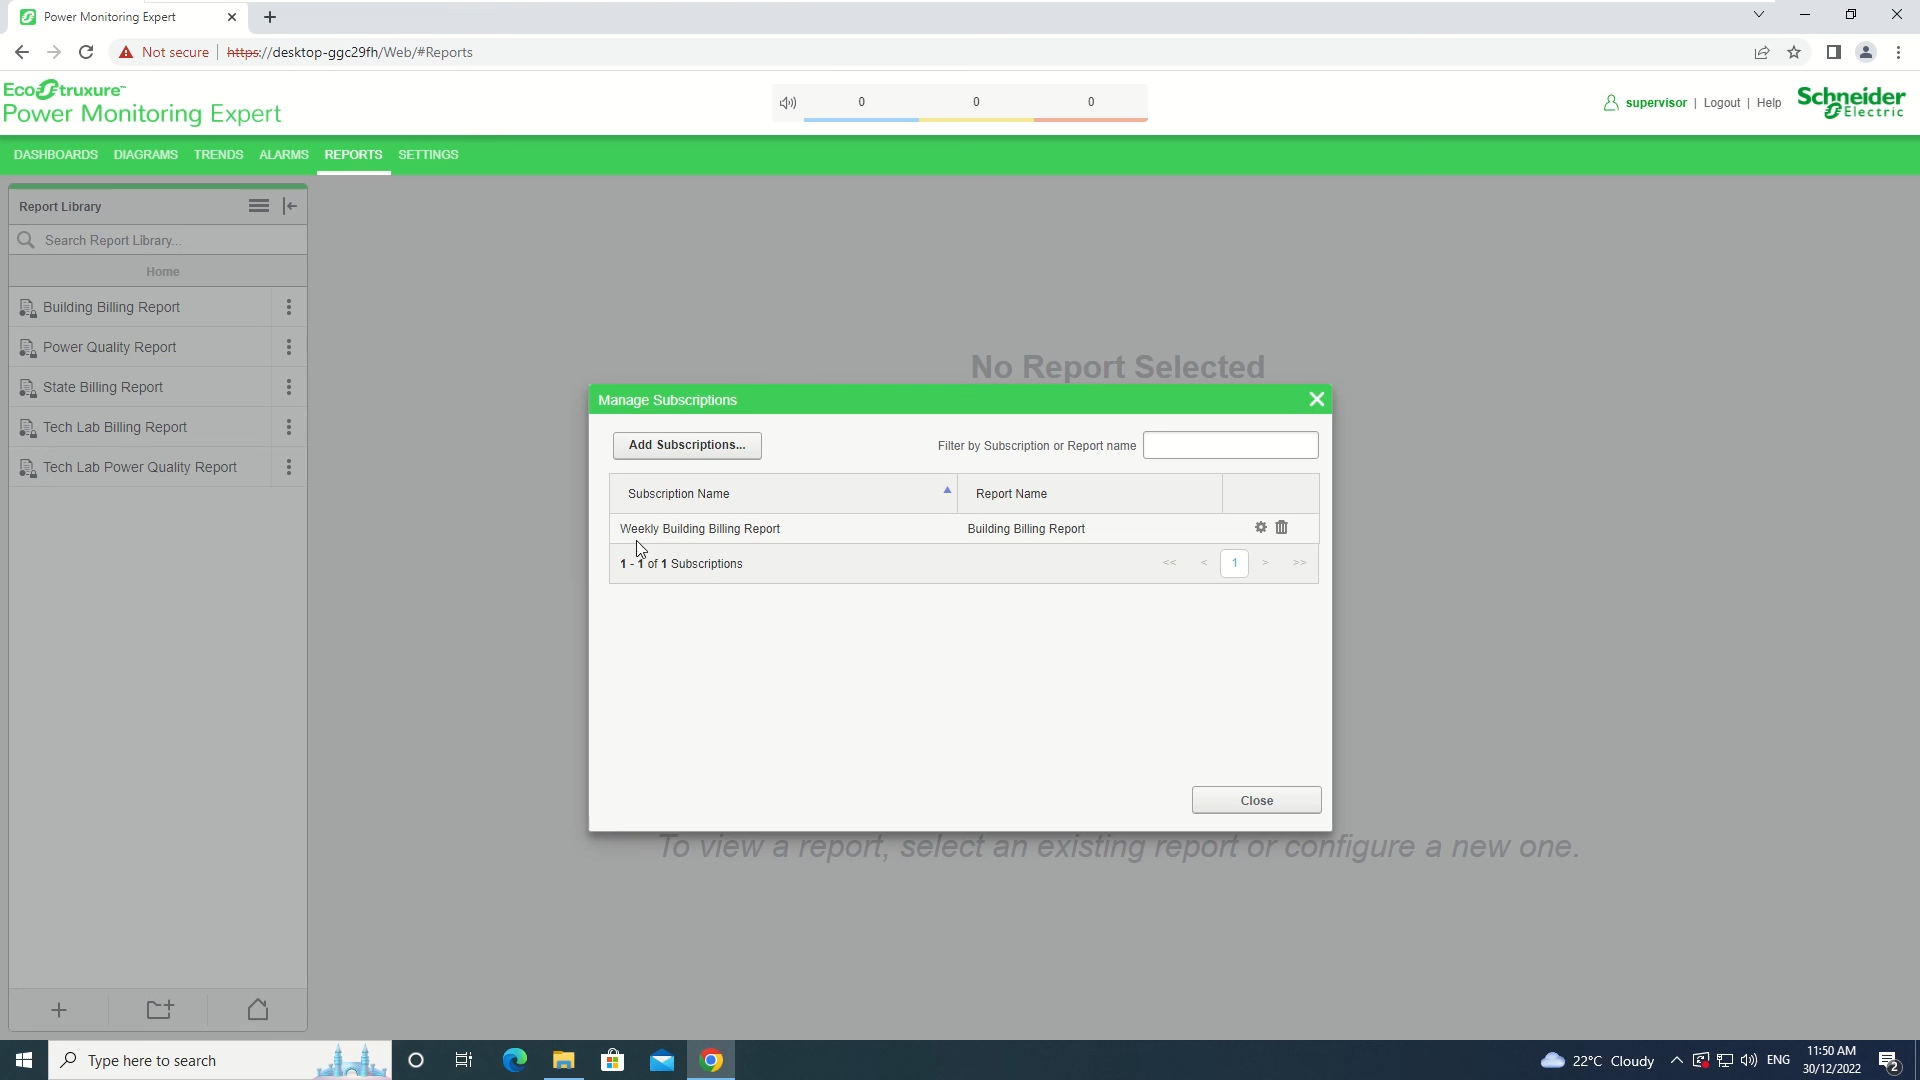 Power Monitoring Expert
Not secure
https://desktop-ggc29fh/Web/#Reports
EcoStruxure™
Power Monitoring Expert
0 0 0
supervisor | Logout | Help
Schneider
Electric
DASHBOARDS DIAGRAMS TRENDS ALARMS REPORTS SETTINGS
Report Library
Search Report Library...
Home
Building Billing Report
Power Quality Report
State Billing Report
Tech Lab Billing Report
Tech Lab Power Quality Report
No Report Selected
Manage Subscriptions
Add Subscriptions...
Filter by Subscription or Report name
Subscription Name Report Name
Weekly Building Billing Report Building Billing Report
1 - 1 of 1 Subscriptions
<< < 1 > >>
Close
To view a report, select an existing report or configure a new one.
Type here to search
22°C Cloudy
ENG
11:50 AM
30/12/2022
2